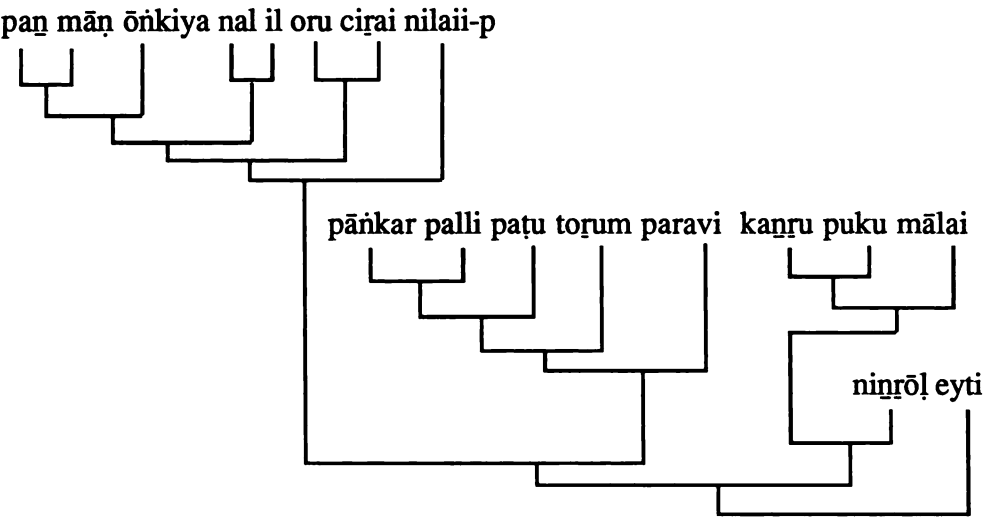 paṉ māṇ ōṅkiya nal il oru ciṟai nilaii-p
pāṅkar palli paṭu toṟum paravi kaṉṟu puku mālai
niṉṟōḷ eyti